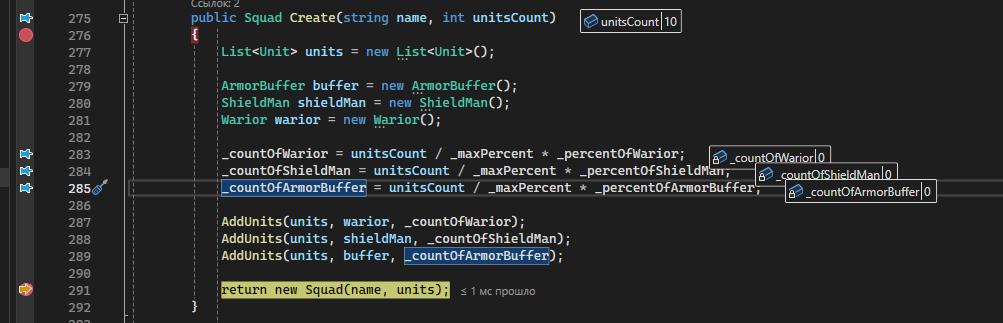 Ссылок: 2
275 public Squad Create(string name, int unitsCount) unitsCount 10
276 {
277 List<Unit> units = new List<Unit>();
278
279 ArmorBuffer buffer = new ArmorBuffer();
280 ShieldMan shieldMan = new ShieldMan();
281 Warior warior = new Warior();
282
283 _countOfWarior = unitsCount / _maxPercent * _percentOfWarior; _countOfWarior 0
284 _countOfShieldMan = unitsCount / _maxPercent * _percentOfShieldMan; _countOfShieldMan 0
285 _countOfArmorBuffer = unitsCount / _maxPercent * _percentOfArmorBuffer; _countOfArmorBuffer 0
286
287 AddUnits(units, warior, _countOfWarior);
288 AddUnits(units, shieldMan, _countOfShieldMan);
289 AddUnits(units, buffer, _countOfArmorBuffer);
290
291 return new Squad(name, units); ≤ 1 мс прошло
292 }
293